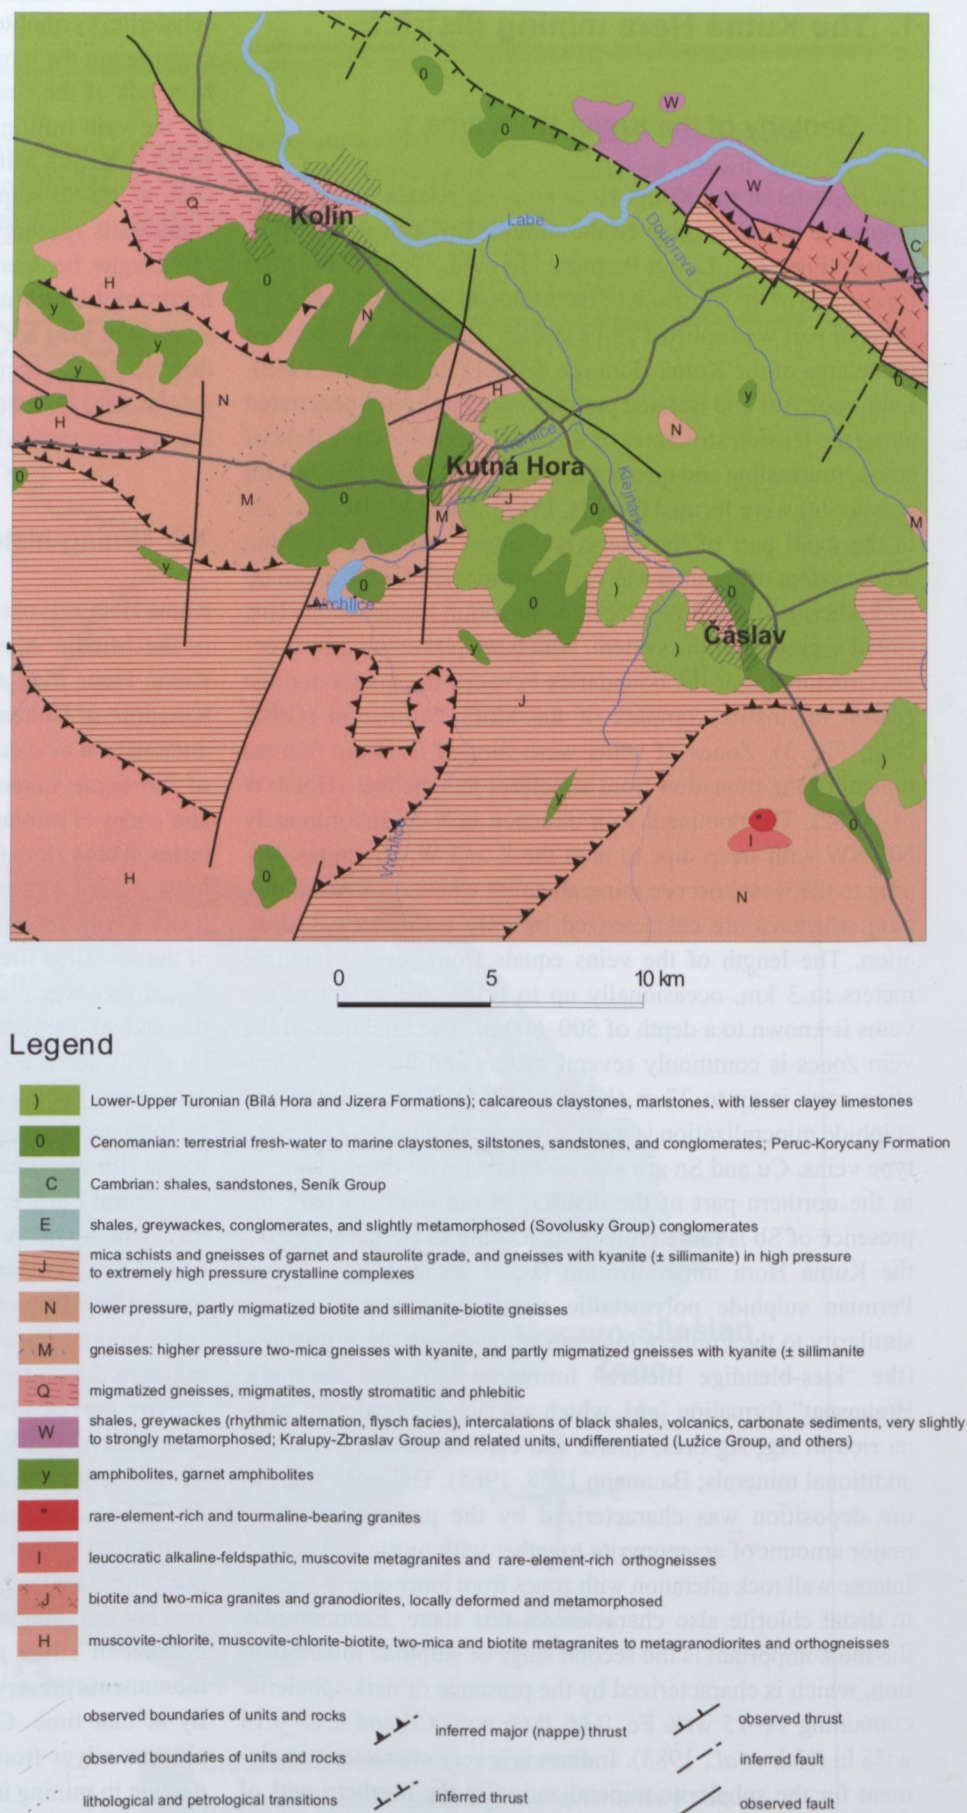 O
O
W
W
C
E
Q
Kolín
Labe
Doubrava
)
J
H
O
N
y
y
y
O
H
N
H
Vrchlice
N
y
O
Kutná Hora
M
O
J
M
O
Klejnárka
M
y
O
Vrchlice
O
)
O
Čáslav
)
y
J
y
)
O
I
N
Vrchlice
O
H
0 5 10 km
Legend
) Lower-Upper Turonian (Bílá Hora and Jizera Formations); calcareous claystones, marlstones, with lesser clayey limestones
O Cenomanian: terrestrial fresh-water to marine claystones, siltstones, sandstones, and conglomerates; Peruc-Korycany Formation
C Cambrian: shales, sandstones, Seník Group
E shales, greywackes, conglomerates, and slightly metamorphosed (Sovolusky Group) conglomerates
J mica schists and gneisses of garnet and staurolite grade, and gneisses with kyanite (± sillimanite) in high pressure
to extremely high pressure crystalline complexes
N lower pressure, partly migmatized biotite and sillimanite-biotite gneisses
M gneisses: higher pressure two-mica gneisses with kyanite, and partly migmatized gneisses with kyanite (± sillimanite
Q migmatized gneisses, migmatites, mostly stromatitic and phlebitic
W shales, greywackes (rhythmic alternation, flysch facies), intercalations of black shales, volcanics, carbonate sediments, very slightly
to strongly metamorphosed; Kralupy-Zbraslav Group and related units, undifferentiated (Lužice Group, and others)
y amphibolites, garnet amphibolites
* rare-element-rich and tourmaline-bearing granites
I leucocratic alkaline-feldspathic, muscovite metagranites and rare-element-rich orthogneisses
J biotite and two-mica granites and granodiorites, locally deformed and metamorphosed
H muscovite-chlorite, muscovite-chlorite-biotite, two-mica and biotite metagranites to metagranodiorites and orthogneisses
observed boundaries of units and rocks
inferred major (nappe) thrust
observed thrust
observed boundaries of units and rocks
inferred fault
lithological and petrological transitions
inferred thrust
observed fault